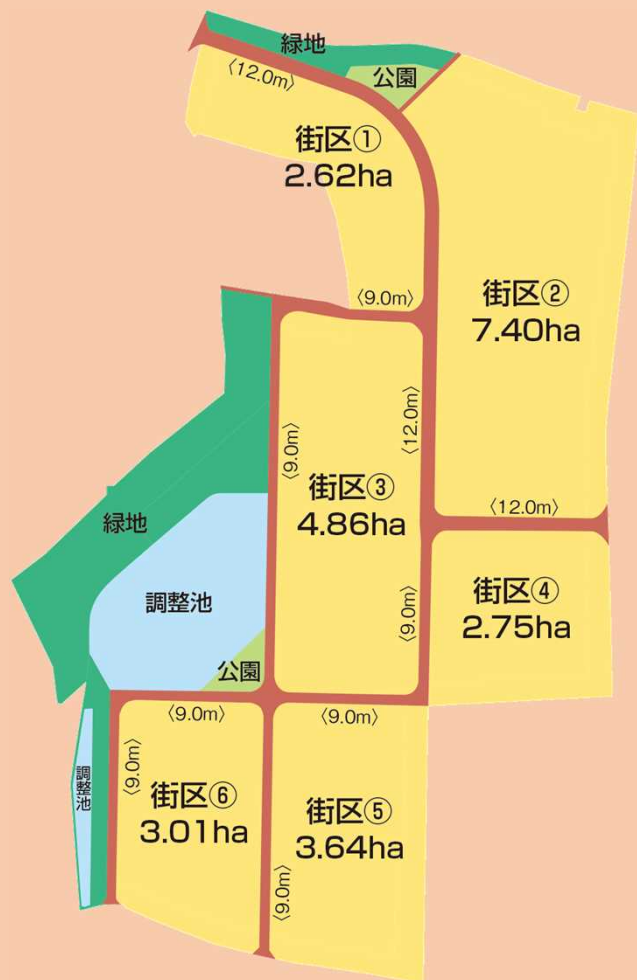 緑地
公園
〈12.0m〉
街区①
2.62ha
〈9.0m〉
街区②
7.40ha
〈12.0m〉
〈9.0m〉
街区③
4.86ha
〈12.0m〉
緑地
調整池
〈9.0m〉
街区④
2.75ha
公園
〈9.0m〉
〈9.0m〉
〈9.0m〉
調整池
街区⑥
3.01ha
街区⑤
3.64ha
〈9.0m〉